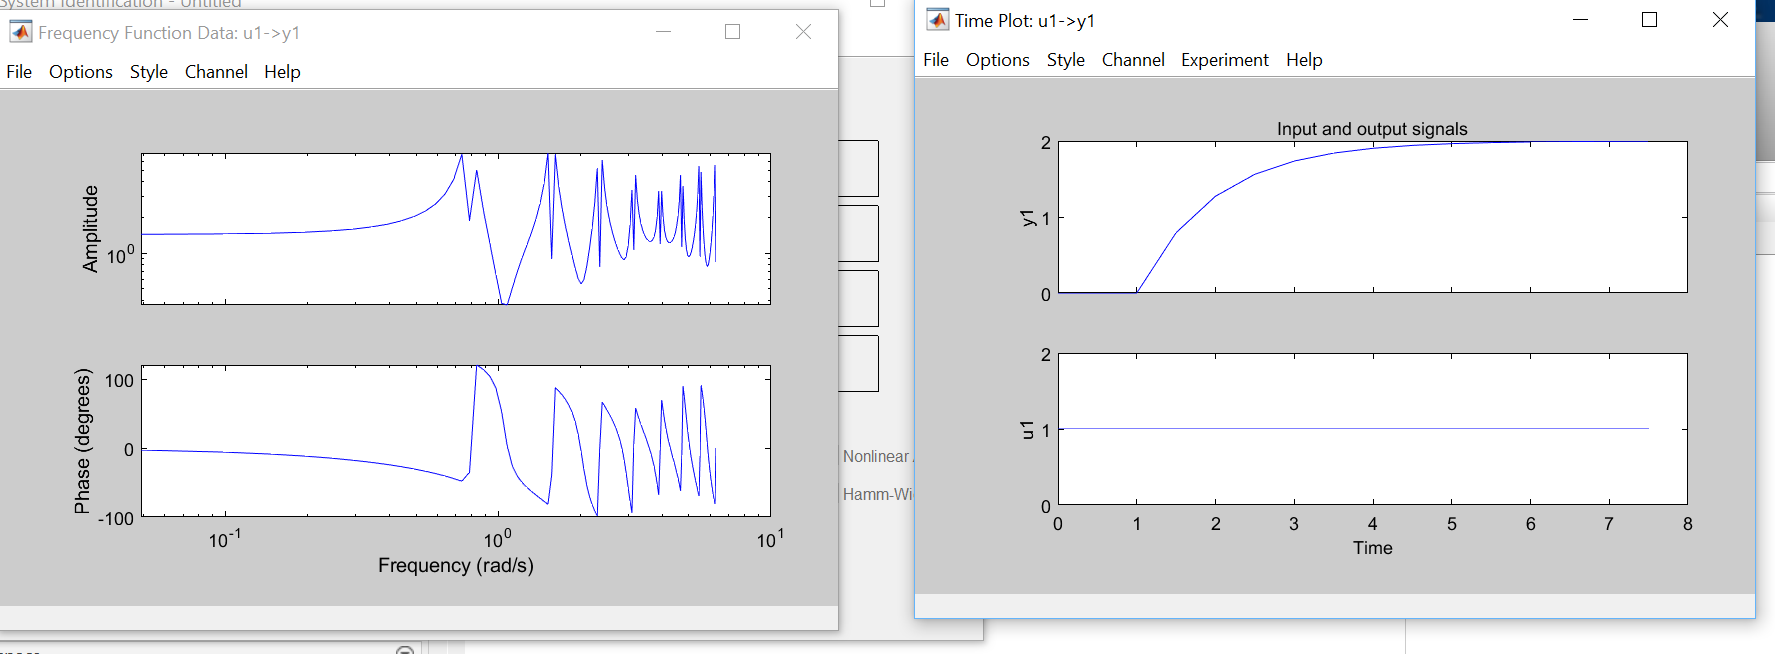 System Identification - Untitled
Frequency Function Data: u1->y1
File Options Style Channel Help
Amplitude
10^0
Phase (degrees)
100
0
-100
10^-1 10^0 10^1
Frequency (rad/s)
Nonlinear
Hamm-Wi
Time Plot: u1->y1
File Options Style Channel Experiment Help
Input and output signals
y1
2
1
0
u1
2
1
0
0 1 2 3 4 5 6 7 8
Time